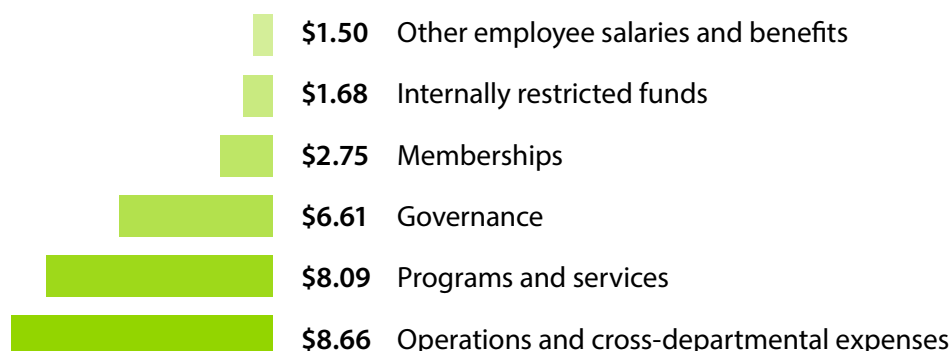 $1.50 Other employee salaries and benefits
$1.68 Internally restricted funds
$2.75 Memberships
$6.61 Governance
$8.09 Programs and services
$8.66 Operations and cross-departmental expenses